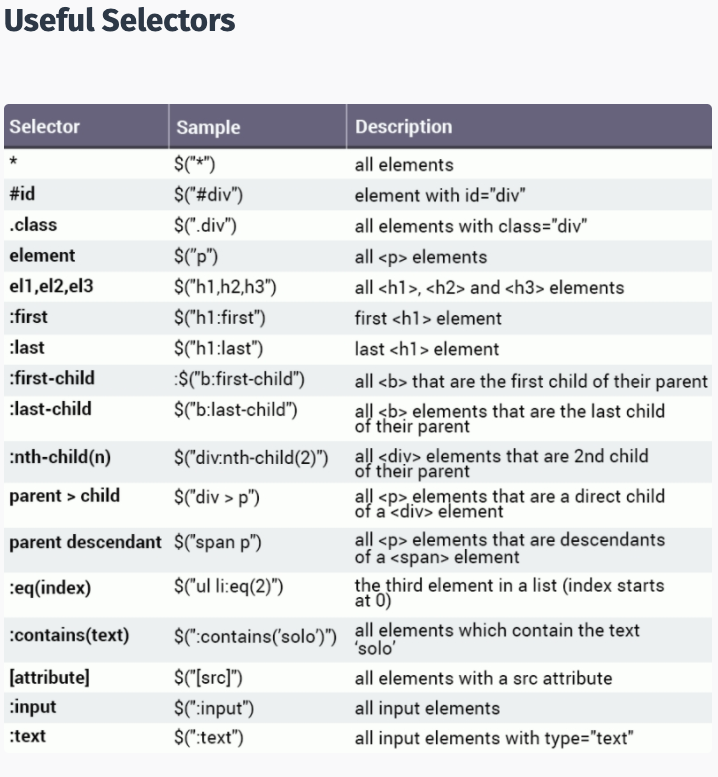 Useful Selectors
Selector Sample Description
* $("*") all elements
#id $("#div") element with id="div"
.class $(".div") all elements with class="div"
element $("p") all <p> elements
el1,el2,el3 $("h1,h2,h3") all <h1>, <h2> and <h3> elements
:first $("h1:first") first <h1> element
:last $("h1:last") last <h1> element
:first-child :$("b:first-child") all <b> that are the first child of their parent
:last-child $("b:last-child") all <b> elements that are the last child
of their parent
:nth-child(n) $("div:nth-child(2)") all <div> elements that are 2nd child
of their parent
parent > child $("div > p") all <p> elements that are a direct child
of a <div> element
parent descendant $("span p") all <p> elements that are descendants
of a <span> element
:eq(index) $("ul li:eq(2)") the third element in a list (index starts
at 0)
:contains(text) $(":contains('solo')") all elements which contain the text
'solo'
[attribute] $("[src]") all elements with a src attribute
:input $(":input") all input elements
:text $(":text") all input elements with type="text"